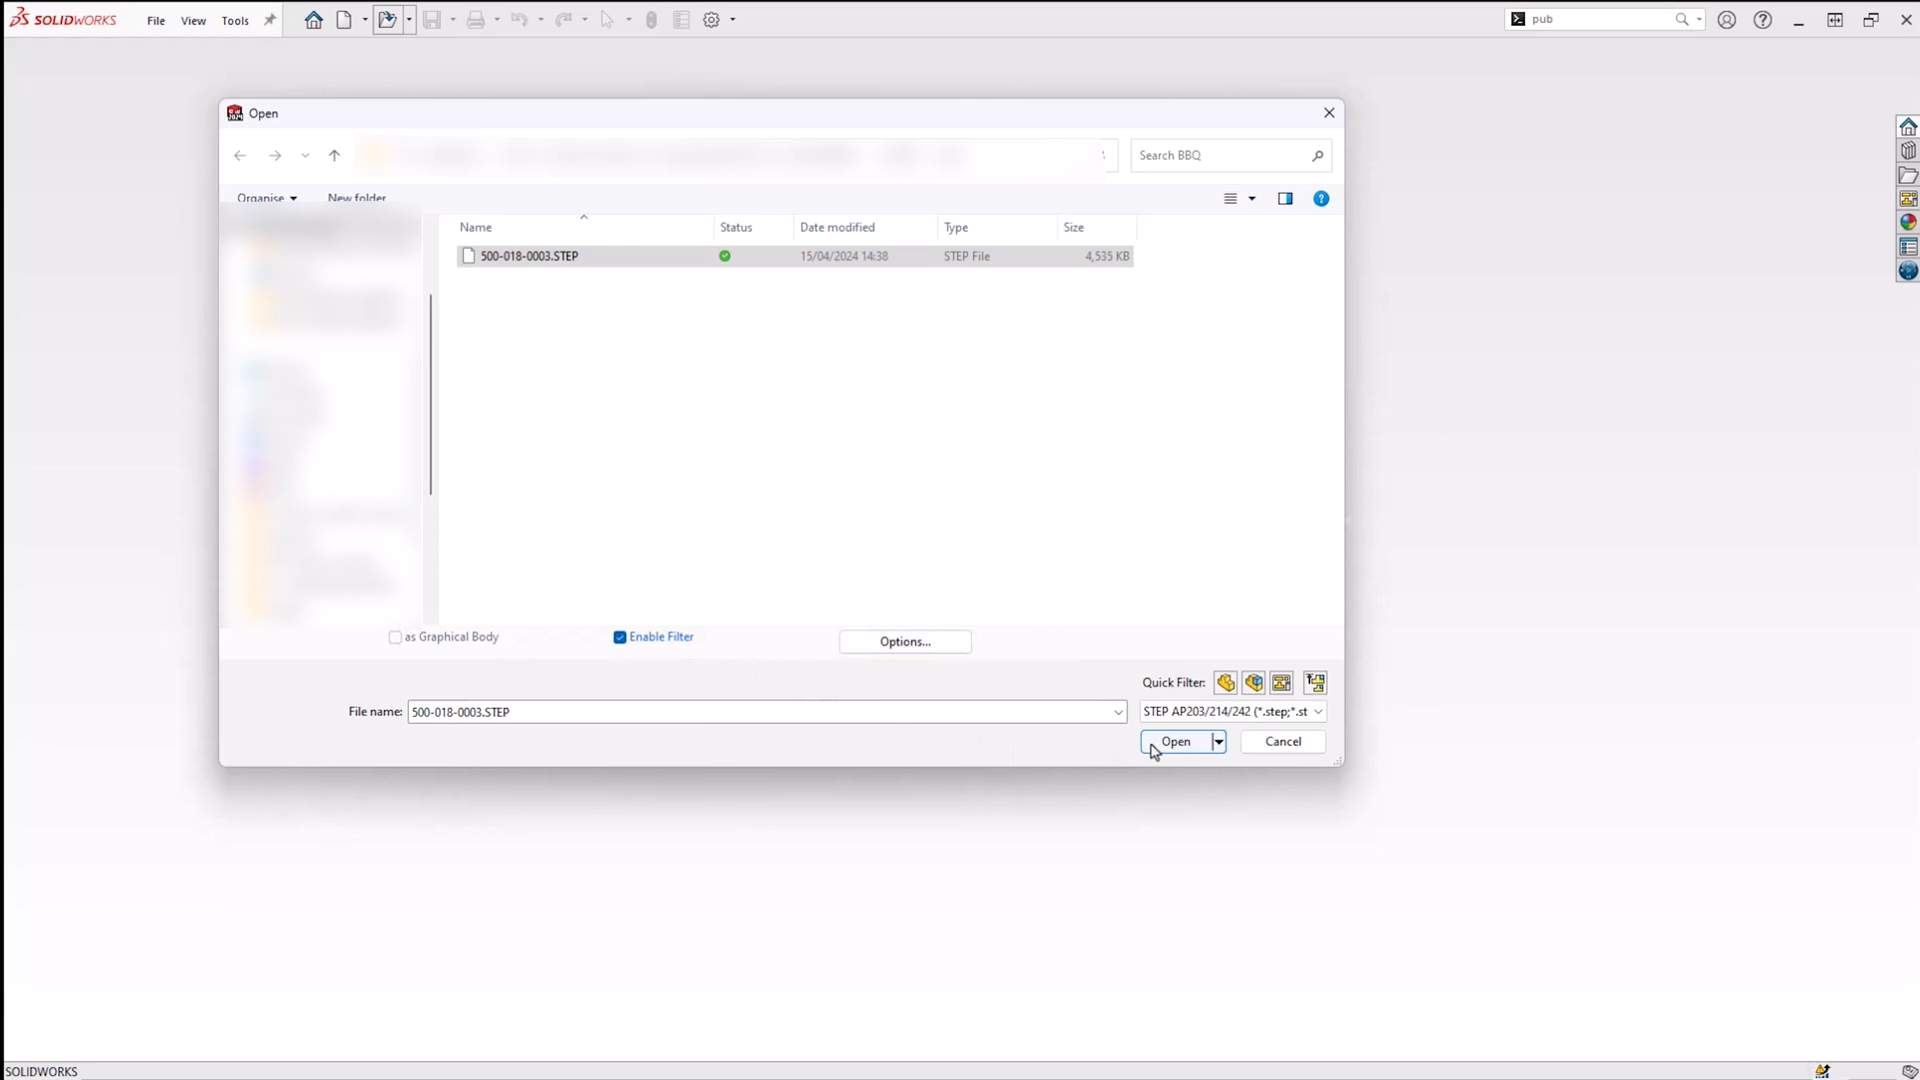 SOLIDWORKS File View Tools pub
Open
Search BBQ
Organise New folder
Name Status Date modified Type Size
500-018-0003.STEP 15/04/2024 14:38 STEP File 4,535 KB
as Graphical Body Enable Filter Options...
Quick Filter:
File name: 500-018-0003.STEP STEP AP203/214/242 (*.step;*.st
Open Cancel
SOLIDWORKS